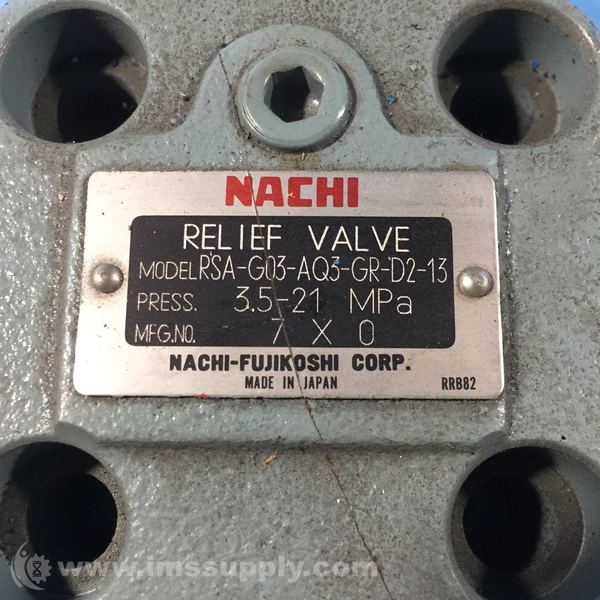 NACHI
RELIEF VALVE
MODEL RSA-G03-AQ3-GR-D2-13
PRESS. 3.5-21 MPa
MFG.NO. 7 X 0
NACHI-FUJIKOSHI CORP.
MADE IN JAPAN RRB82
www.imssupply.com